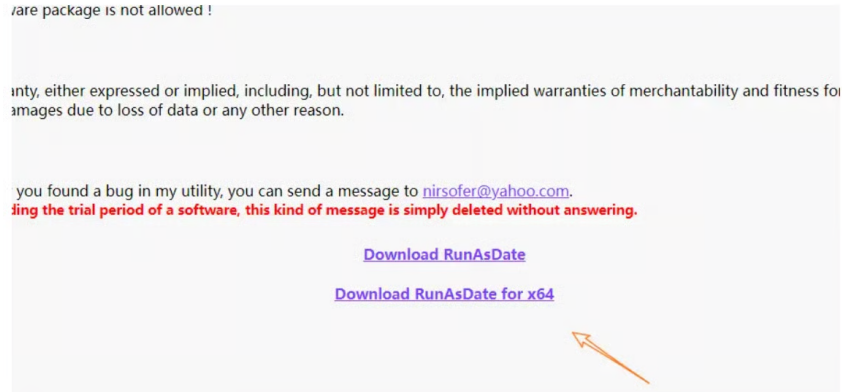 ware package is not allowed !
anty, either expressed or implied, including, but not limited to, the implied warranties of merchantability and fitness for
amages due to loss of data or any other reason.
you found a bug in my utility, you can send a message to nirsofer@yahoo.com.
ding the trial period of a software, this kind of message is simply deleted without answering.
Download RunAsDate
Download RunAsDate for x64